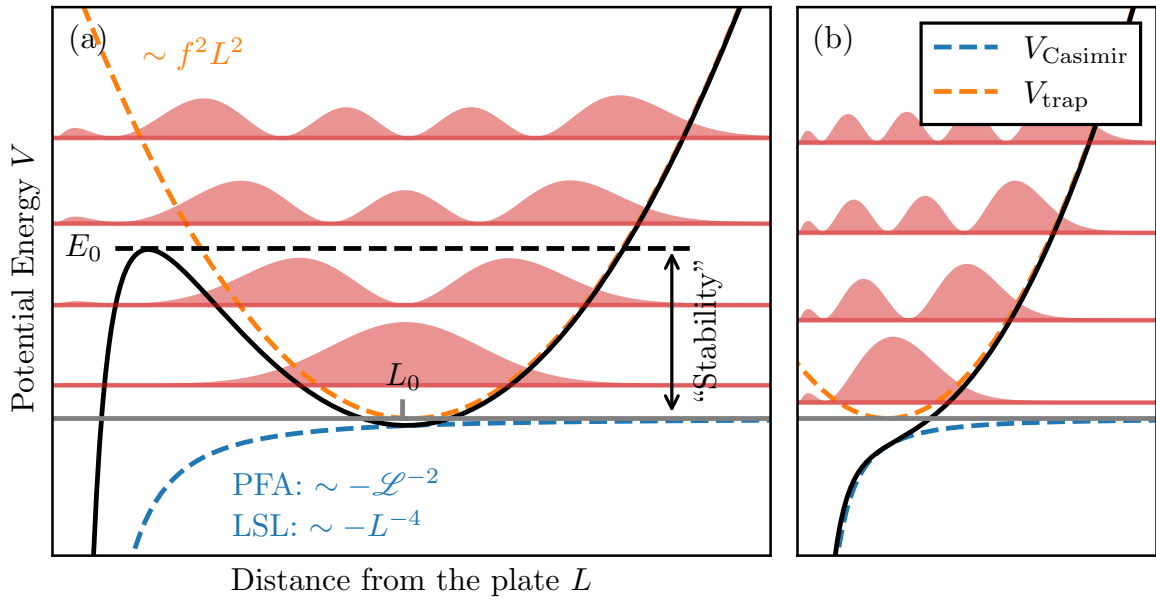 (a)
∼ f²L²
Potential Energy V
E₀
L₀
“Stability”
PFA: ∼ −ℒ⁻²
LSL: ∼ −L⁻⁴
Distance from the plate L
(b)
V_Casimir
V_trap